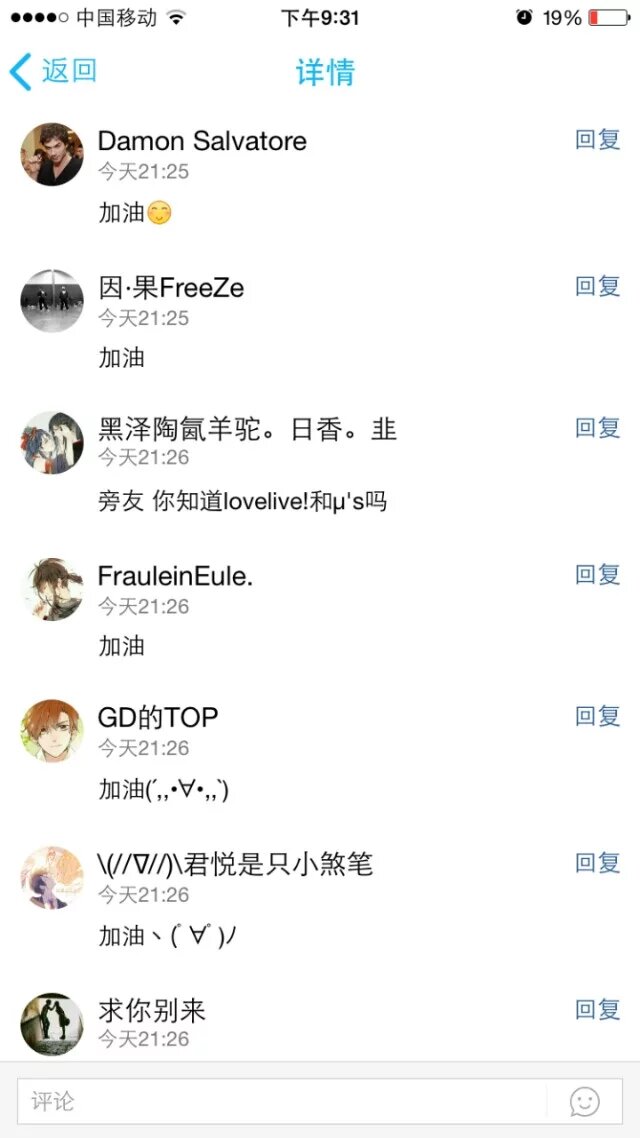 中国移动 下午9:31 19%
返回 详情
Damon Salvatore 回复
今天21:25
加油😊
因·果FreeZe 回复
今天21:25
加油
黑泽陶氤羊驼。日香。韭 回复
今天21:26
旁友 你知道lovelive!和μ's吗
FrauleinEule. 回复
今天21:26
加油
GD的TOP 回复
今天21:26
加油(´,,•∀•,,`)
\(//∇//)\君悦是只小煞笔 回复
今天21:26
加油ヽ(ﾟ∀ﾟ)ﾉ
求你别来 回复
今天21:26
评论